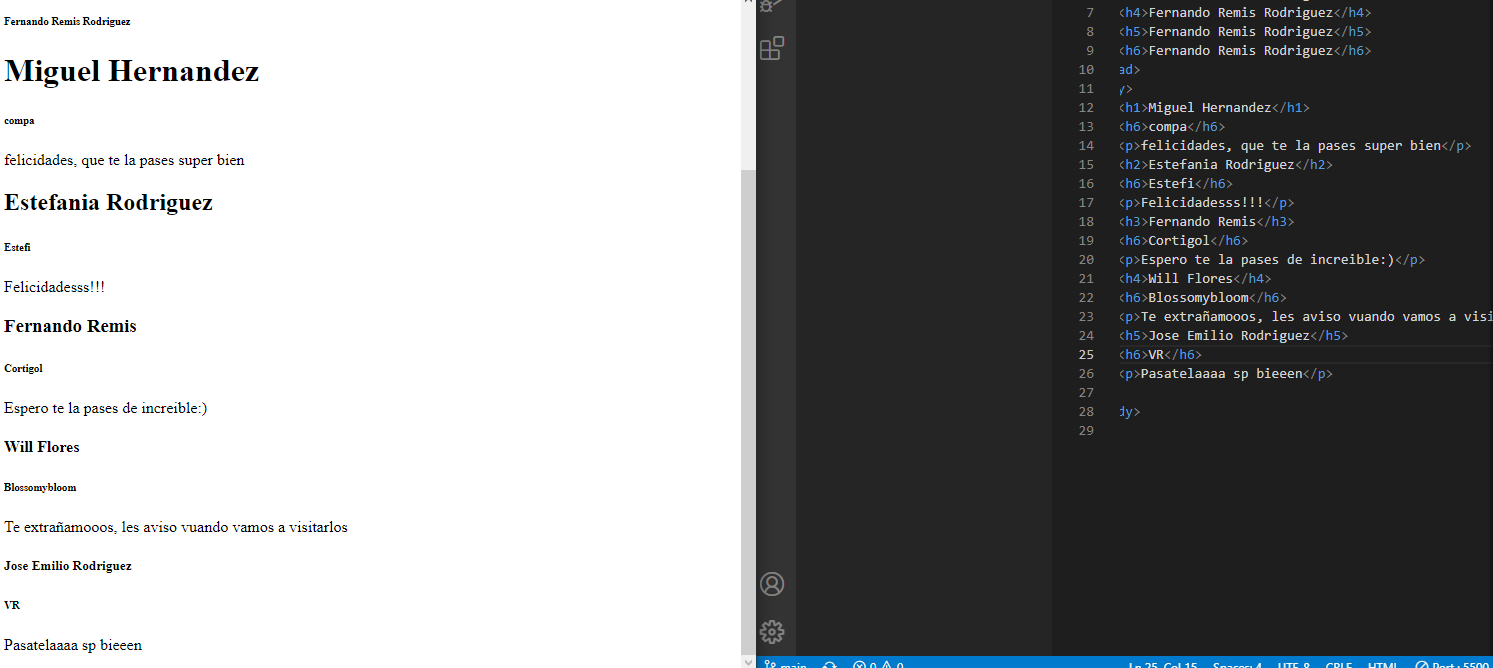 Fernando Remis Rodriguez
Miguel Hernandez
compa
felicidades, que te la pases super bien
Estefania Rodriguez
Estefi
Felicidadesss!!!
Fernando Remis
Cortigol
Espero te la pases de increible:)
Will Flores
Blossomybloom
Te extrañamooos, les aviso vuando vamos a visitarlos
Jose Emilio Rodriguez
VR
Pasatelaaaa sp bieeen
7 <h4>Fernando Remis Rodriguez</h4>
8 <h5>Fernando Remis Rodriguez</h5>
9 <h6>Fernando Remis Rodriguez</h6>
10 ad>
11 y>
12 <h1>Miguel Hernandez</h1>
13 <h6>compa</h6>
14 <p>felicidades, que te la pases super bien</p>
15 <h2>Estefania Rodriguez</h2>
16 <h6>Estefi</h6>
17 <p>Felicidadesss!!!</p>
18 <h3>Fernando Remis</h3>
19 <h6>Cortigol</h6>
20 <p>Espero te la pases de increible:)</p>
21 <h4>Will Flores</h4>
22 <h6>Blossomybloom</h6>
23 <p>Te extrañamooos, les aviso vuando vamos a visi
24 <h5>Jose Emilio Rodriguez</h5>
25 <h6>VR</h6>
26 <p>Pasatelaaaa sp bieeen</p>
27
28 dy>
29
main 0 0 Ln 25, Col 15 Spaces: 4 UTF-8 CRLF HTML Port : 5500